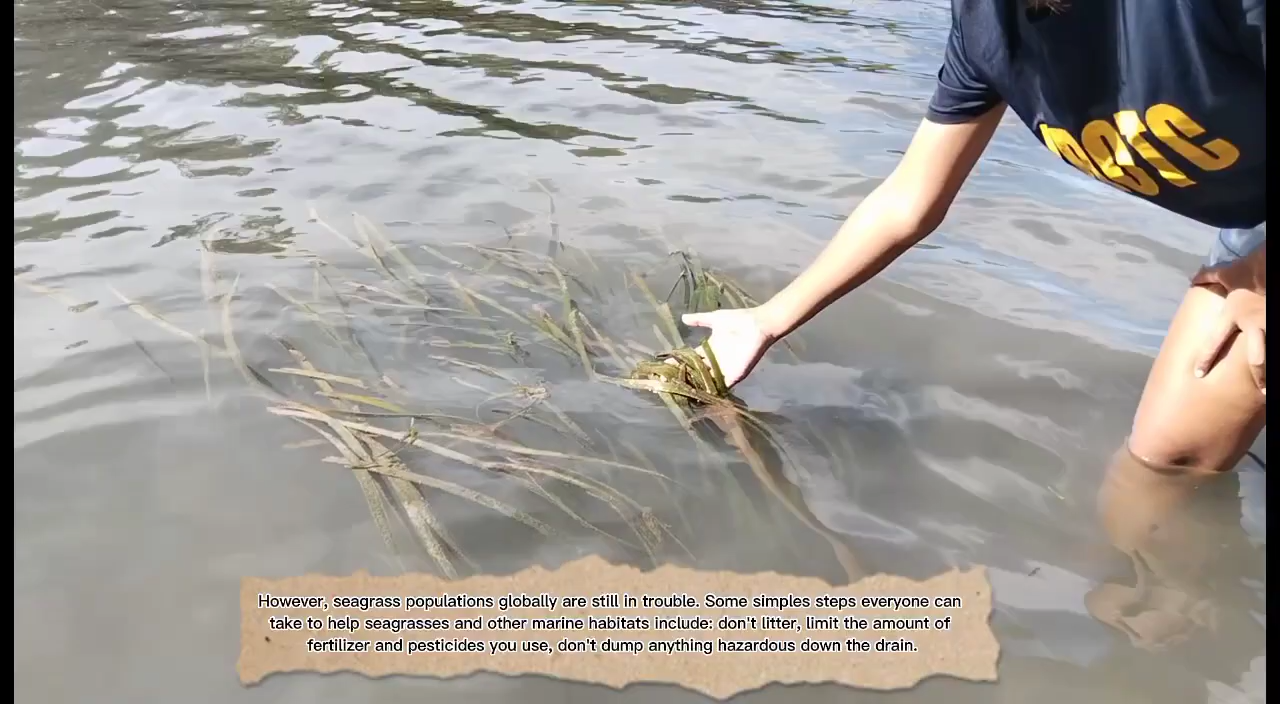 ROTC
However, seagrass populations globally are still in trouble. Some simples steps everyone can
take to help seagrasses and other marine habitats include: don't litter, limit the amount of
fertilizer and pesticides you use, don't dump anything hazardous down the drain.